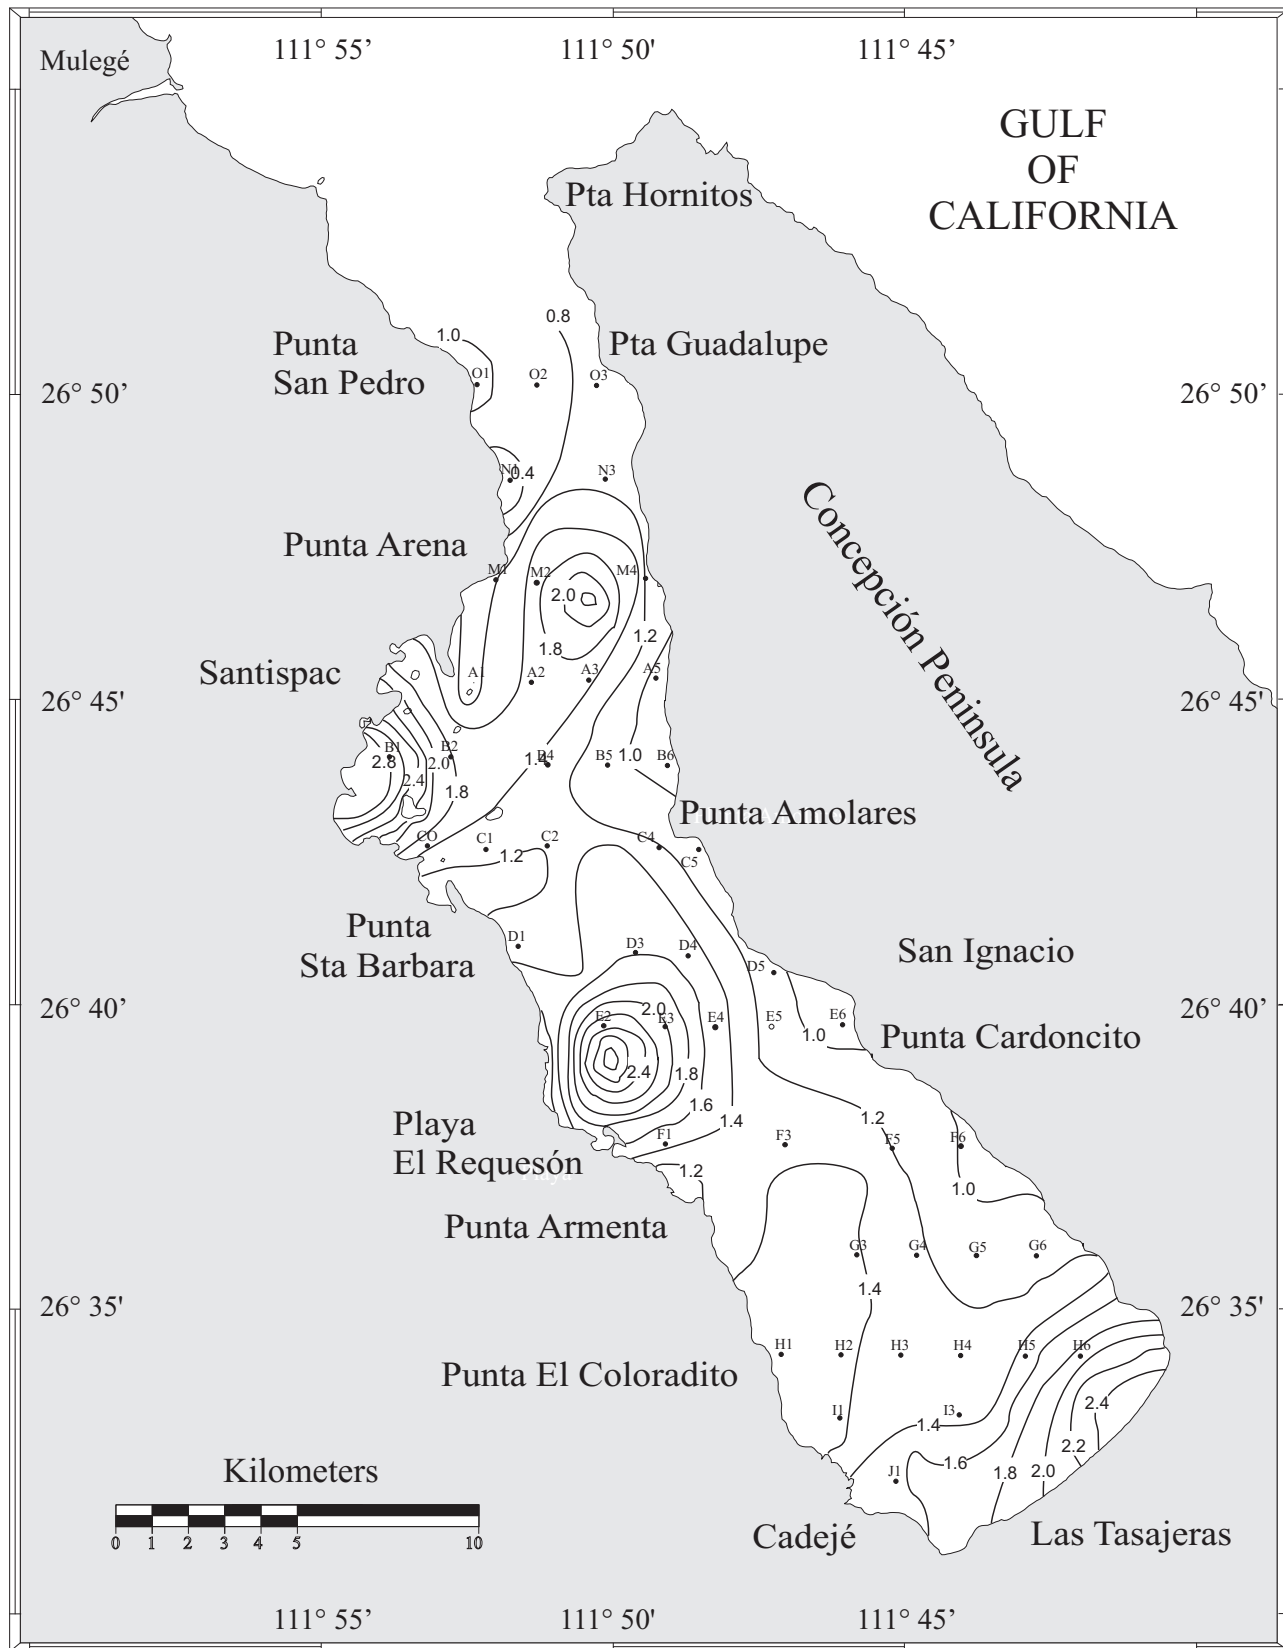 111° 55’ 111° 50' 111° 45’
Mulegé
GULF
OF
CALIFORNIA
Pta Hornitos
0.8
1.0
Punta
San Pedro
Pta Guadalupe
O1 O2 O3
26° 50’ 26° 50’
N1 0.4 N3
Concepción Peninsula
Punta Arena
M1 M2 M4
2.0
1.2
1.8
Santispac
A1 A2 A3 A5
26° 45' 26° 45'
B1 B2 1.4 B4 B5 1.0 B6
2.8 2.0
2.4
1.8
Punta Amolares
CO C1 C2 C4
C5
1.2
Punta
Sta Barbara
D1 D3 D4 D5
San Ignacio
26° 40’ 26° 40’
2.0
E2 E3 E4 E5 E6
1.0
Punta Cardoncito
2.4 1.8
1.6
1.4 1.2
Playa
El Requesón
F1 F3 F5 F6
1.2
1.0
Playa
Punta Armenta
G3 G4 G5 G6
1.4
26° 35' 26° 35'
H1 H2 H3 H4 H5 H6
Punta El Coloradito
2.4
I1 I3
1.4
2.2
1.6
1.8 2.0
J1
Kilometers
0 1 2 3 4 5 10
Cadejé
Las Tasajeras
111° 55’ 111° 50' 111° 45’